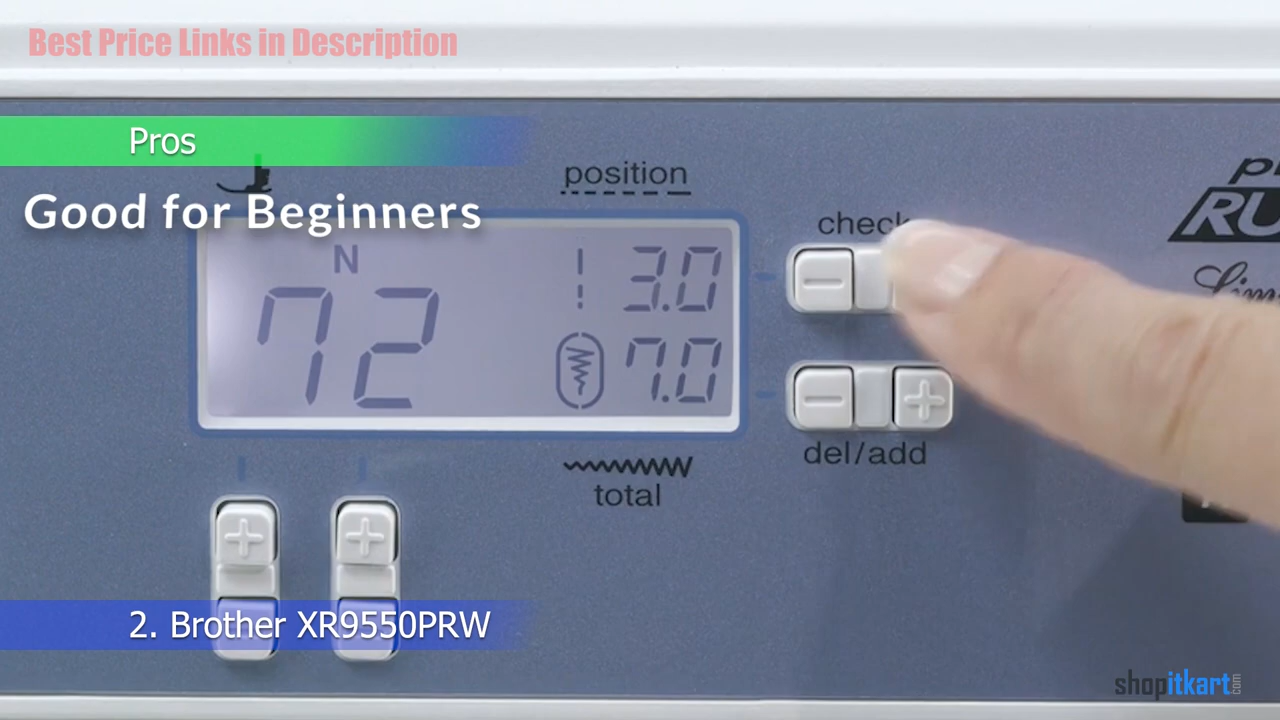 Best Price Links in Description
Pros
position
Good for Beginners
check
N
72
3.0
7.0
del/add
total
2. Brother XR9550PRW
shopitkart.com